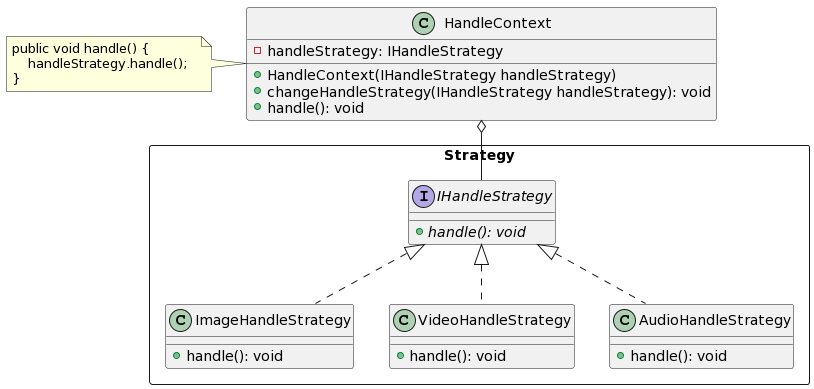 C HandleContext
handleStrategy: IHandleStrategy
HandleContext(IHandleStrategy handleStrategy)
changeHandleStrategy(IHandleStrategy handleStrategy): void
handle(): void
public void handle() {
    handleStrategy.handle();
}
Strategy
I IHandleStrategy
handle(): void
C ImageHandleStrategy
handle(): void
C VideoHandleStrategy
handle(): void
C AudioHandleStrategy
handle(): void